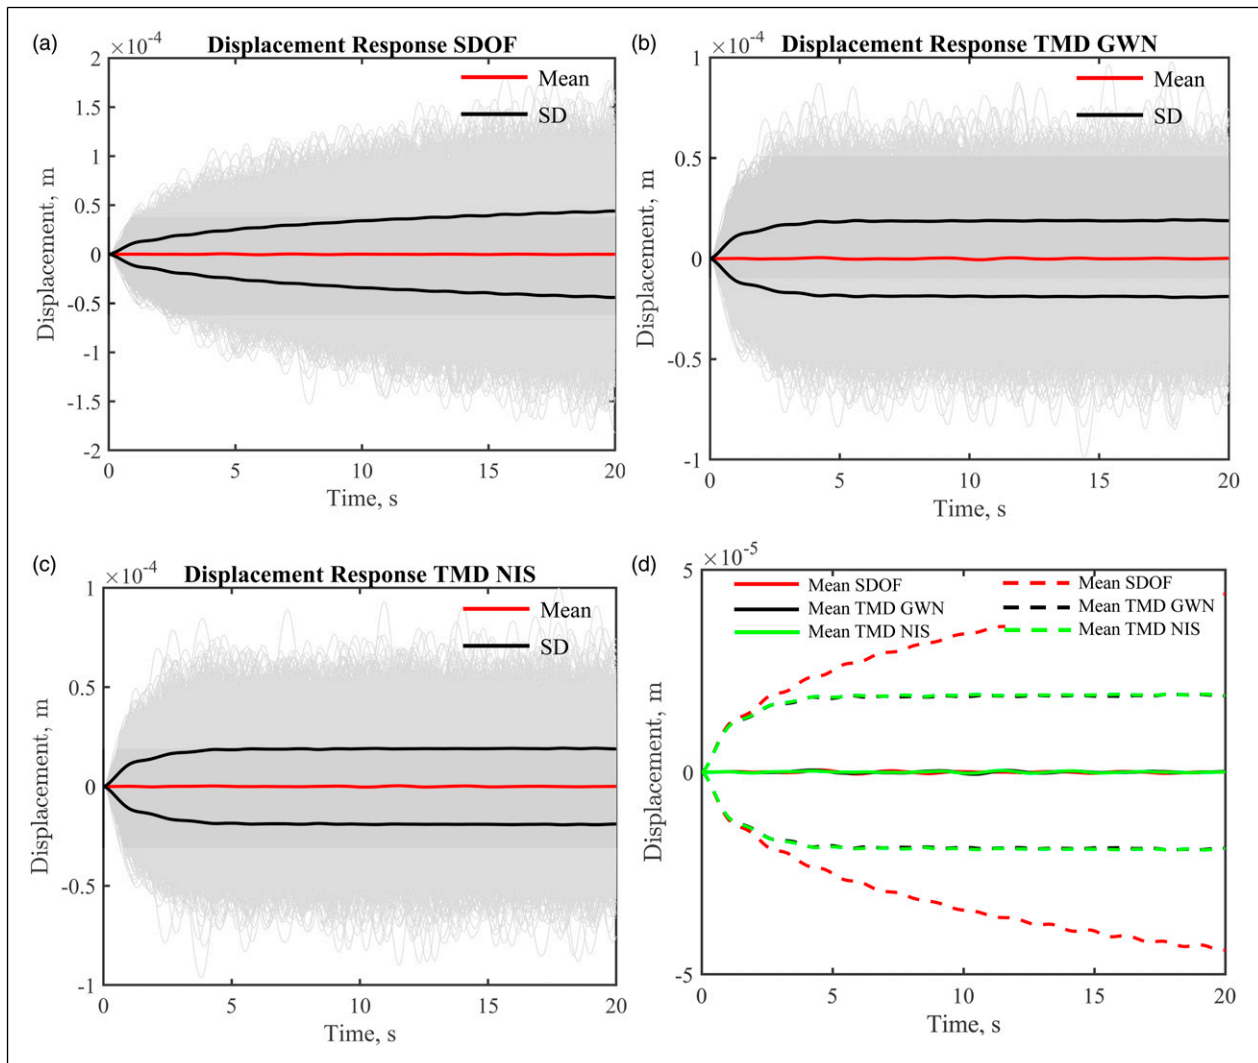 (a)
×10-4
Displacement Response SDOF
Mean
SD
2
1.5
1
0.5
0
-0.5
-1
-1.5
-2
Displacement, m
0 5 10 15 20
Time, s
(b)
×10-4
Displacement Response TMD GWN
Mean
SD
1
0.5
0
-0.5
-1
Displacement, m
0 5 10 15 20
Time, s
(c)
×10-4
Displacement Response TMD NIS
Mean
SD
1
0.5
0
-0.5
-1
Displacement, m
0 5 10 15 20
Time, s
(d)
×10-5
Mean SDOF
Mean TMD GWN
Mean TMD NIS
Mean SDOF
Mean TMD GWN
Mean TMD NIS
5
0
-5
Displacement, m
0 5 10 15 20
Time, s